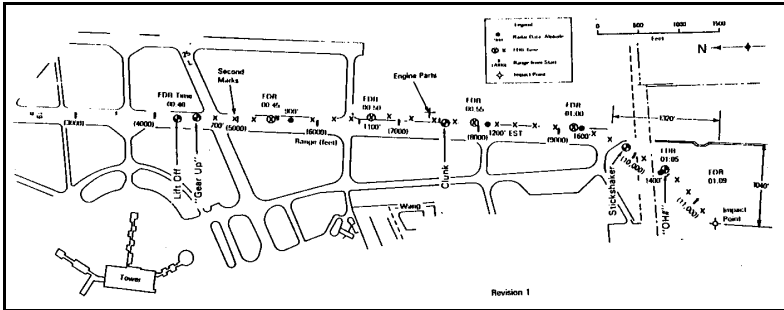 Legend
Radar Data Altitude
FDR Time
Range from Start
Impact Point
0 500 1000 1500
feet
N
Second
Marks
Engine Parts
FDR Time
00:40
FDR
00:45
900'
FDR
00:50
FDR
00:55
FDR
01:00
1320'
(3000)
(4000)
700'
(5000)
(6000)
1100'
(7000)
(8000)
1200' EST
(9000)
1600'
Range (feet)
Lift Off
"Gear Up"
Clunk
Stickshaker
(10,000)
FDR
01:05
1400'
"OH"
(11,000)
FDR
01:09
Impact
Point
1040'
Wang
Tower
Revision 1